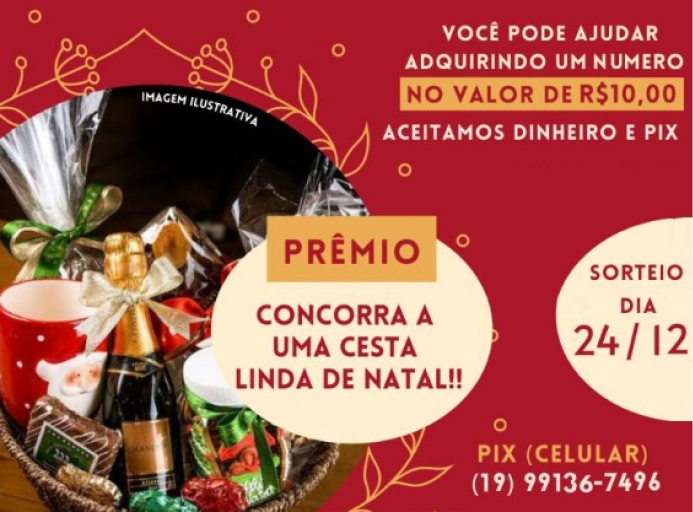 VOCÊ PODE AJUDAR
ADQUIRINDO UM NUMERO
NO VALOR DE R$10,00
ACEITAMOS DINHEIRO E PIX
IMAGEM ILUSTRATIVA
PRÊMIO
CONCORRA A
UMA CESTA
LINDA DE NATAL!!
SORTEIO
DIA
24/12
PIX (CELULAR)
(19) 99136-7496